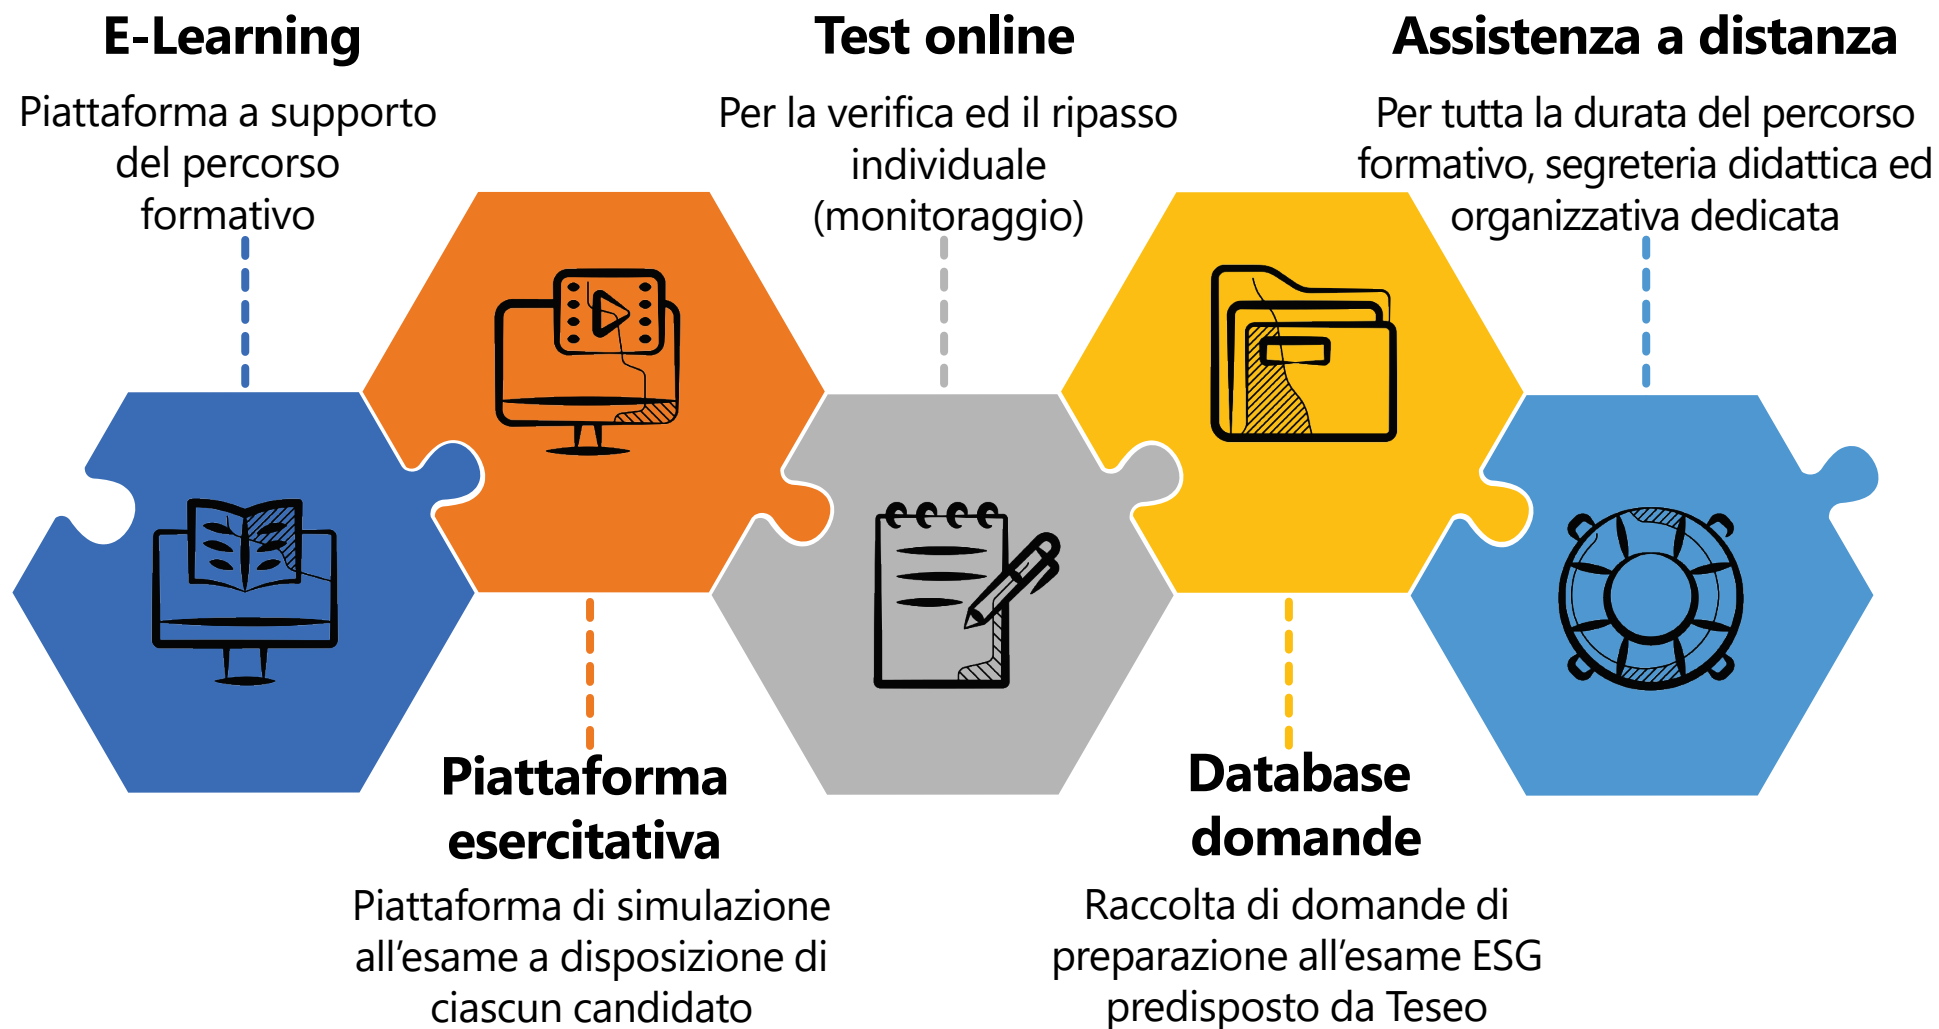 E-Learning
Piattaforma a supporto
del percorso
formativo
Test online
Per la verifica ed il ripasso
individuale
(monitoraggio)
Assistenza a distanza
Per tutta la durata del percorso
formativo, segreteria didattica ed
organizzativa dedicata
Piattaforma
esercitativa
Piattaforma di simulazione
all’esame a disposizione di
ciascun candidato
Database
domande
Raccolta di domande di
preparazione all’esame ESG
predisposto da Teseo